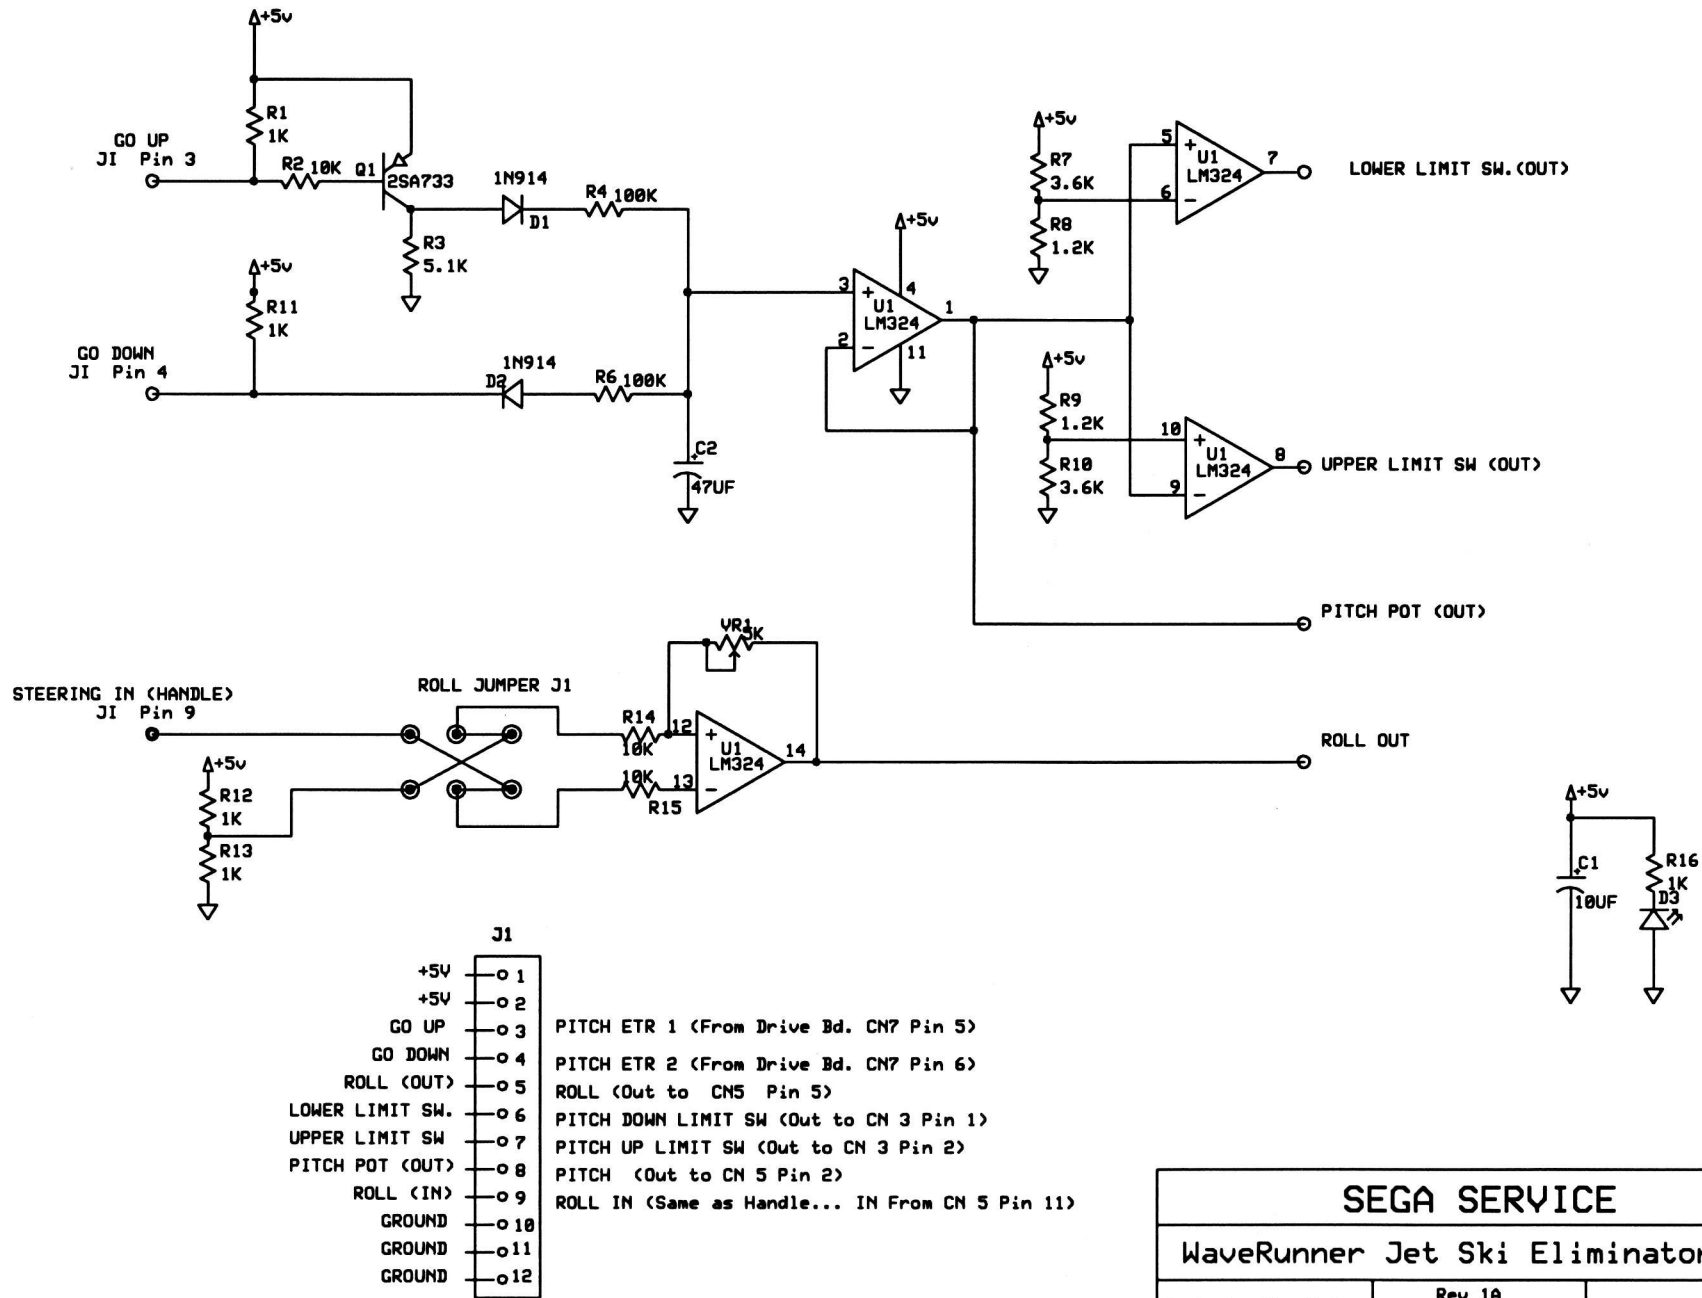 +5v
R1
1K
GO UP
JI Pin 3
R2 10K
Q1
2SA733
1N914
D1
R4 100K
R3
5.1K
+5v
R11
1K
GO DOWN
JI Pin 4
1N914
D2
R6 100K
C2
47UF
+5v
3
+
4
U1
LM324
1
2
-
11
+5v
R7
3.6K
R8
1.2K
5
+
U1
LM324
7
6
-
LOWER LIMIT SW.(OUT)
+5v
R9
1.2K
R10
3.6K
10
+
U1
LM324
8
9
-
UPPER LIMIT SW (OUT)
PITCH POT (OUT)
VR1
5K
STEERING IN (HANDLE)
JI Pin 9
ROLL JUMPER J1
R14
10K
12
+
U1
LM324
14
10K
R15
13
-
ROLL OUT
+5v
R12
1K
R13
1K
+5v
C1
10UF
R16
1K
D3
J1
+5V 1
+5V 2
GO UP 3 PITCH ETR 1 (From Drive Bd. CN7 Pin 5)
GO DOWN 4 PITCH ETR 2 (From Drive Bd. CN7 Pin 6)
ROLL (OUT) 5 ROLL (Out to CN5 Pin 5)
LOWER LIMIT SW. 6 PITCH DOWN LIMIT SW (Out to CN 3 Pin 1)
UPPER LIMIT SW 7 PITCH UP LIMIT SW (Out to CN 3 Pin 2)
PITCH POT (OUT) 8 PITCH (Out to CN 5 Pin 2)
ROLL (IN) 9 ROLL IN (Same as Handle... IN From CN 5 Pin 11)
GROUND 10
GROUND 11
GROUND 12
SEGA SERVICE
WaveRunner Jet Ski Eliminator
Rev 1A